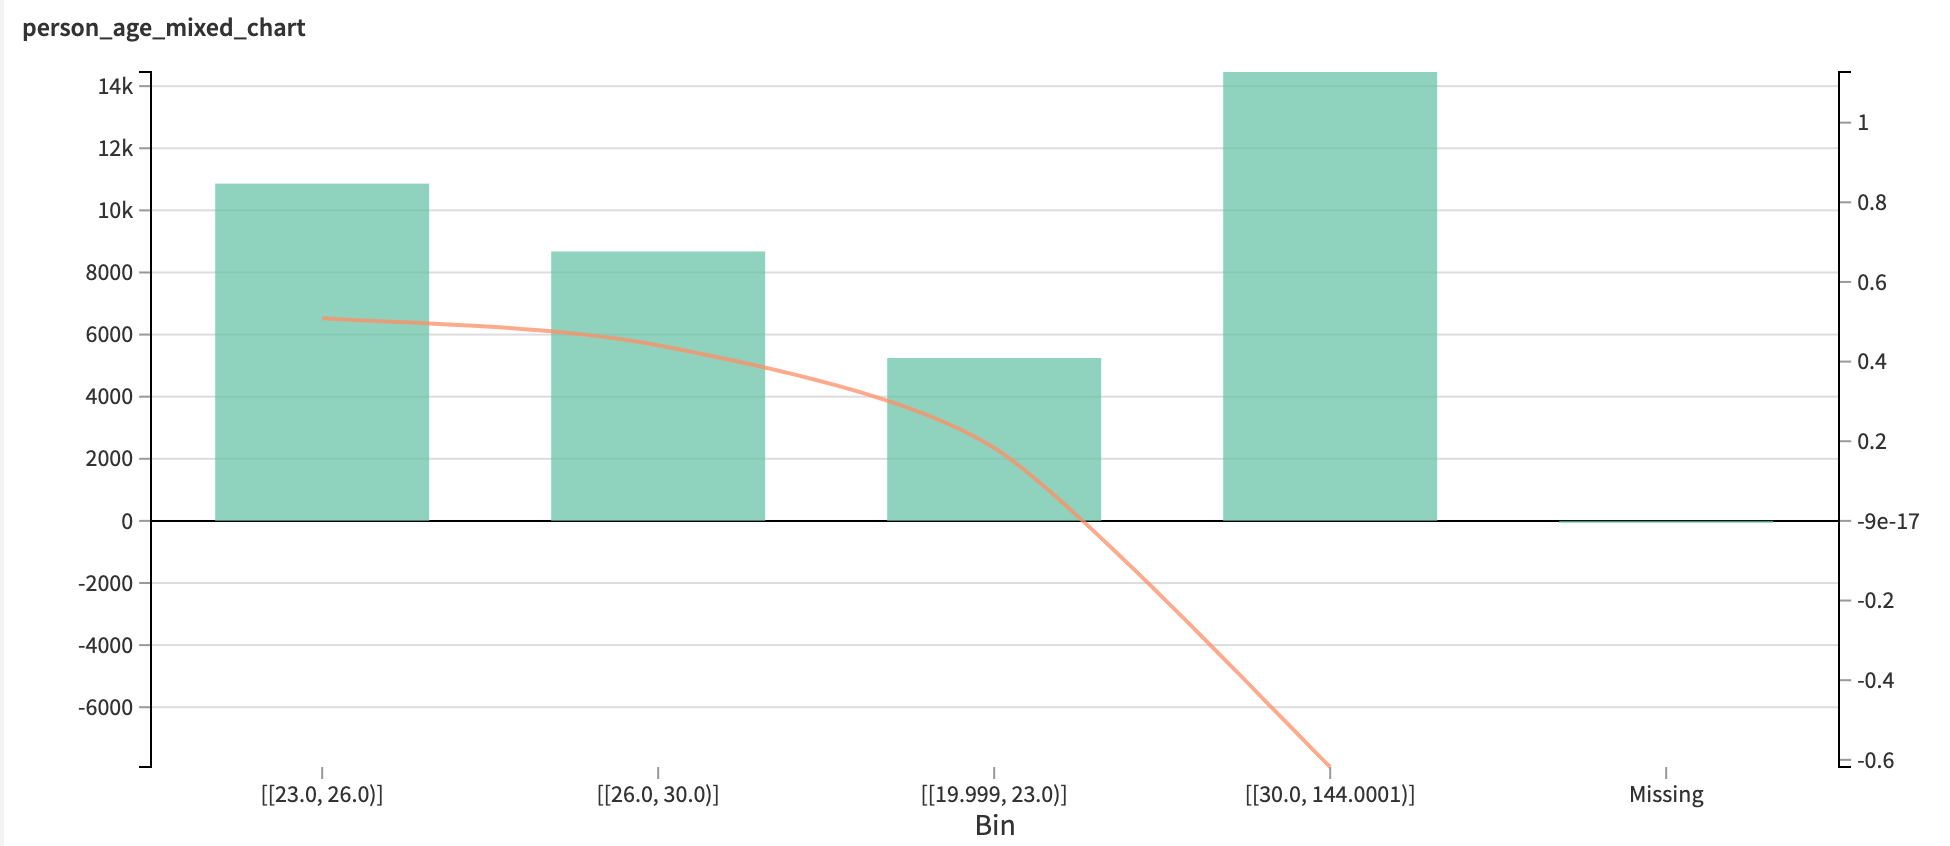 person_age_mixed_chart
14k
12k
10k
8000
6000
4000
2000
0
-2000
-4000
-6000
1
0.8
0.6
0.4
0.2
-9e-17
-0.2
-0.4
-0.6
[[23.0, 26.0)]
[[26.0, 30.0)]
[[19.999, 23.0)]
[[30.0, 144.0001)]
Missing
Bin